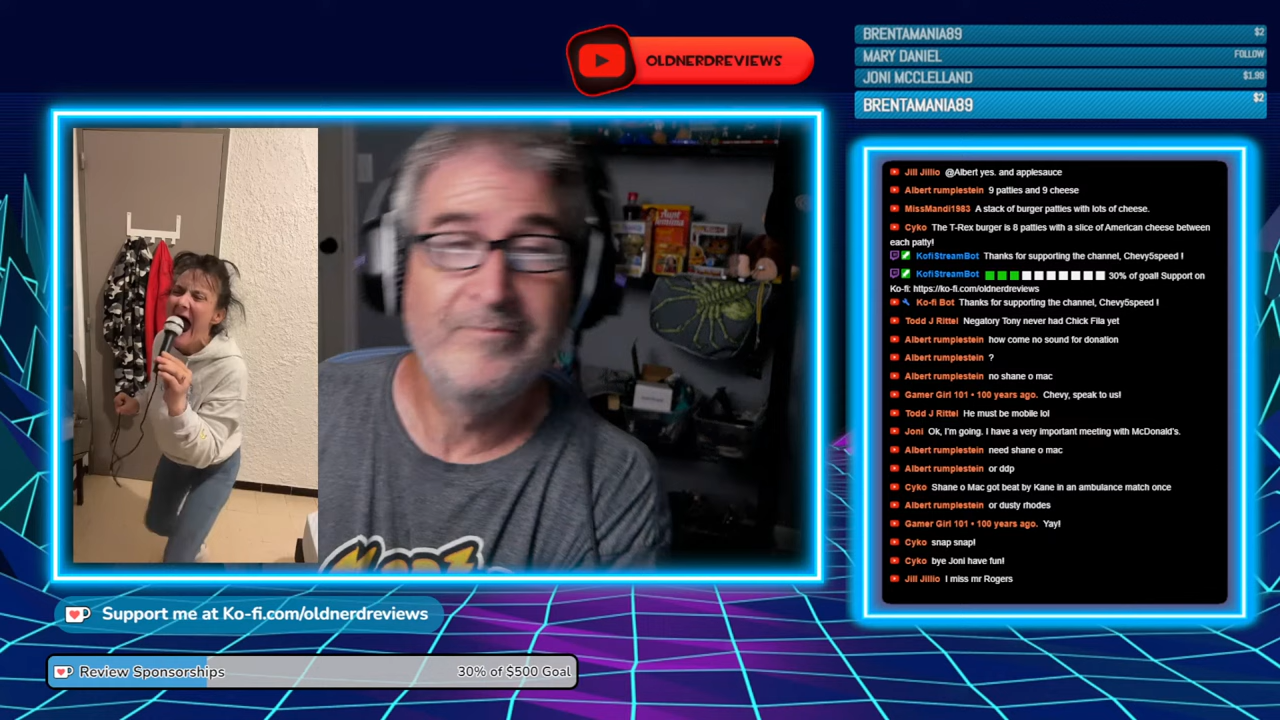 OLDNERDREVIEWS
BRENTAMANIA89 $2
MARY DANIEL FOLLOW
JONI MCCLELLAND $1.99
BRENTAMANIA89 $2
Jill Jillio @Albert yes. and applesauce
Albert rumplestein 9 patties and 9 cheese
MissMandi1983 A stack of burger patties with lots of cheese.
Cyko The T-Rex burger is 8 patties with a slice of American cheese between
each patty!
KofiStreamBot Thanks for supporting the channel, Chevy5speed !
KofiStreamBot 30% of goal! Support on
Ko-fi: https://ko-fi.com/oldnerdreviews
Ko-fi Bot Thanks for supporting the channel, Chevy5speed !
Todd J Rittel Negatory Tony never had Chick Fila yet
Albert rumplestein how come no sound for donation
Albert rumplestein ?
Albert rumplestein no shane o mac
Gamer Girl 101 • 100 years ago. Chevy, speak to us!
Todd J Rittel He must be mobile lol
Joni Ok, I'm going. I have a very important meeting with McDonald's.
Albert rumplestein need shane o mac
Albert rumplestein or ddp
Cyko Shane o Mac got beat by Kane in an ambulance match once
Albert rumplestein or dusty rhodes
Gamer Girl 101 • 100 years ago. Yay!
Cyko snap snap!
Cyko bye Joni have fun!
Jill Jillio I miss mr Rogers
Support me at Ko-fi.com/oldnerdreviews
Review Sponsorships 30% of $500 Goal